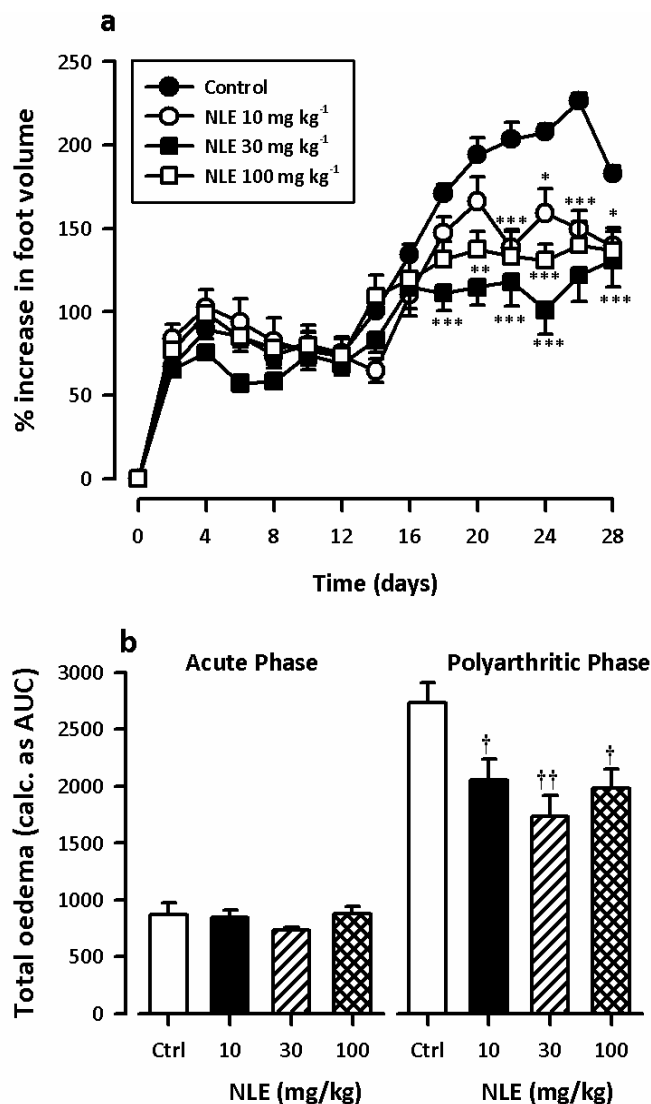 a
250
200
150
100
50
0
% increase in foot volume
Control
NLE 10 mg kg⁻¹
NLE 30 mg kg⁻¹
NLE 100 mg kg⁻¹
*
***
***
*
**
***
***
***
***
***
0 4 8 12 16 20 24 28
Time (days)
b
Acute Phase
Polyarthritic Phase
3000
2500
2000
1500
1000
500
0
Total oedema (calc. as AUC)
†
††
†
Ctrl 10 30 100
Ctrl 10 30 100
NLE (mg/kg)
NLE (mg/kg)